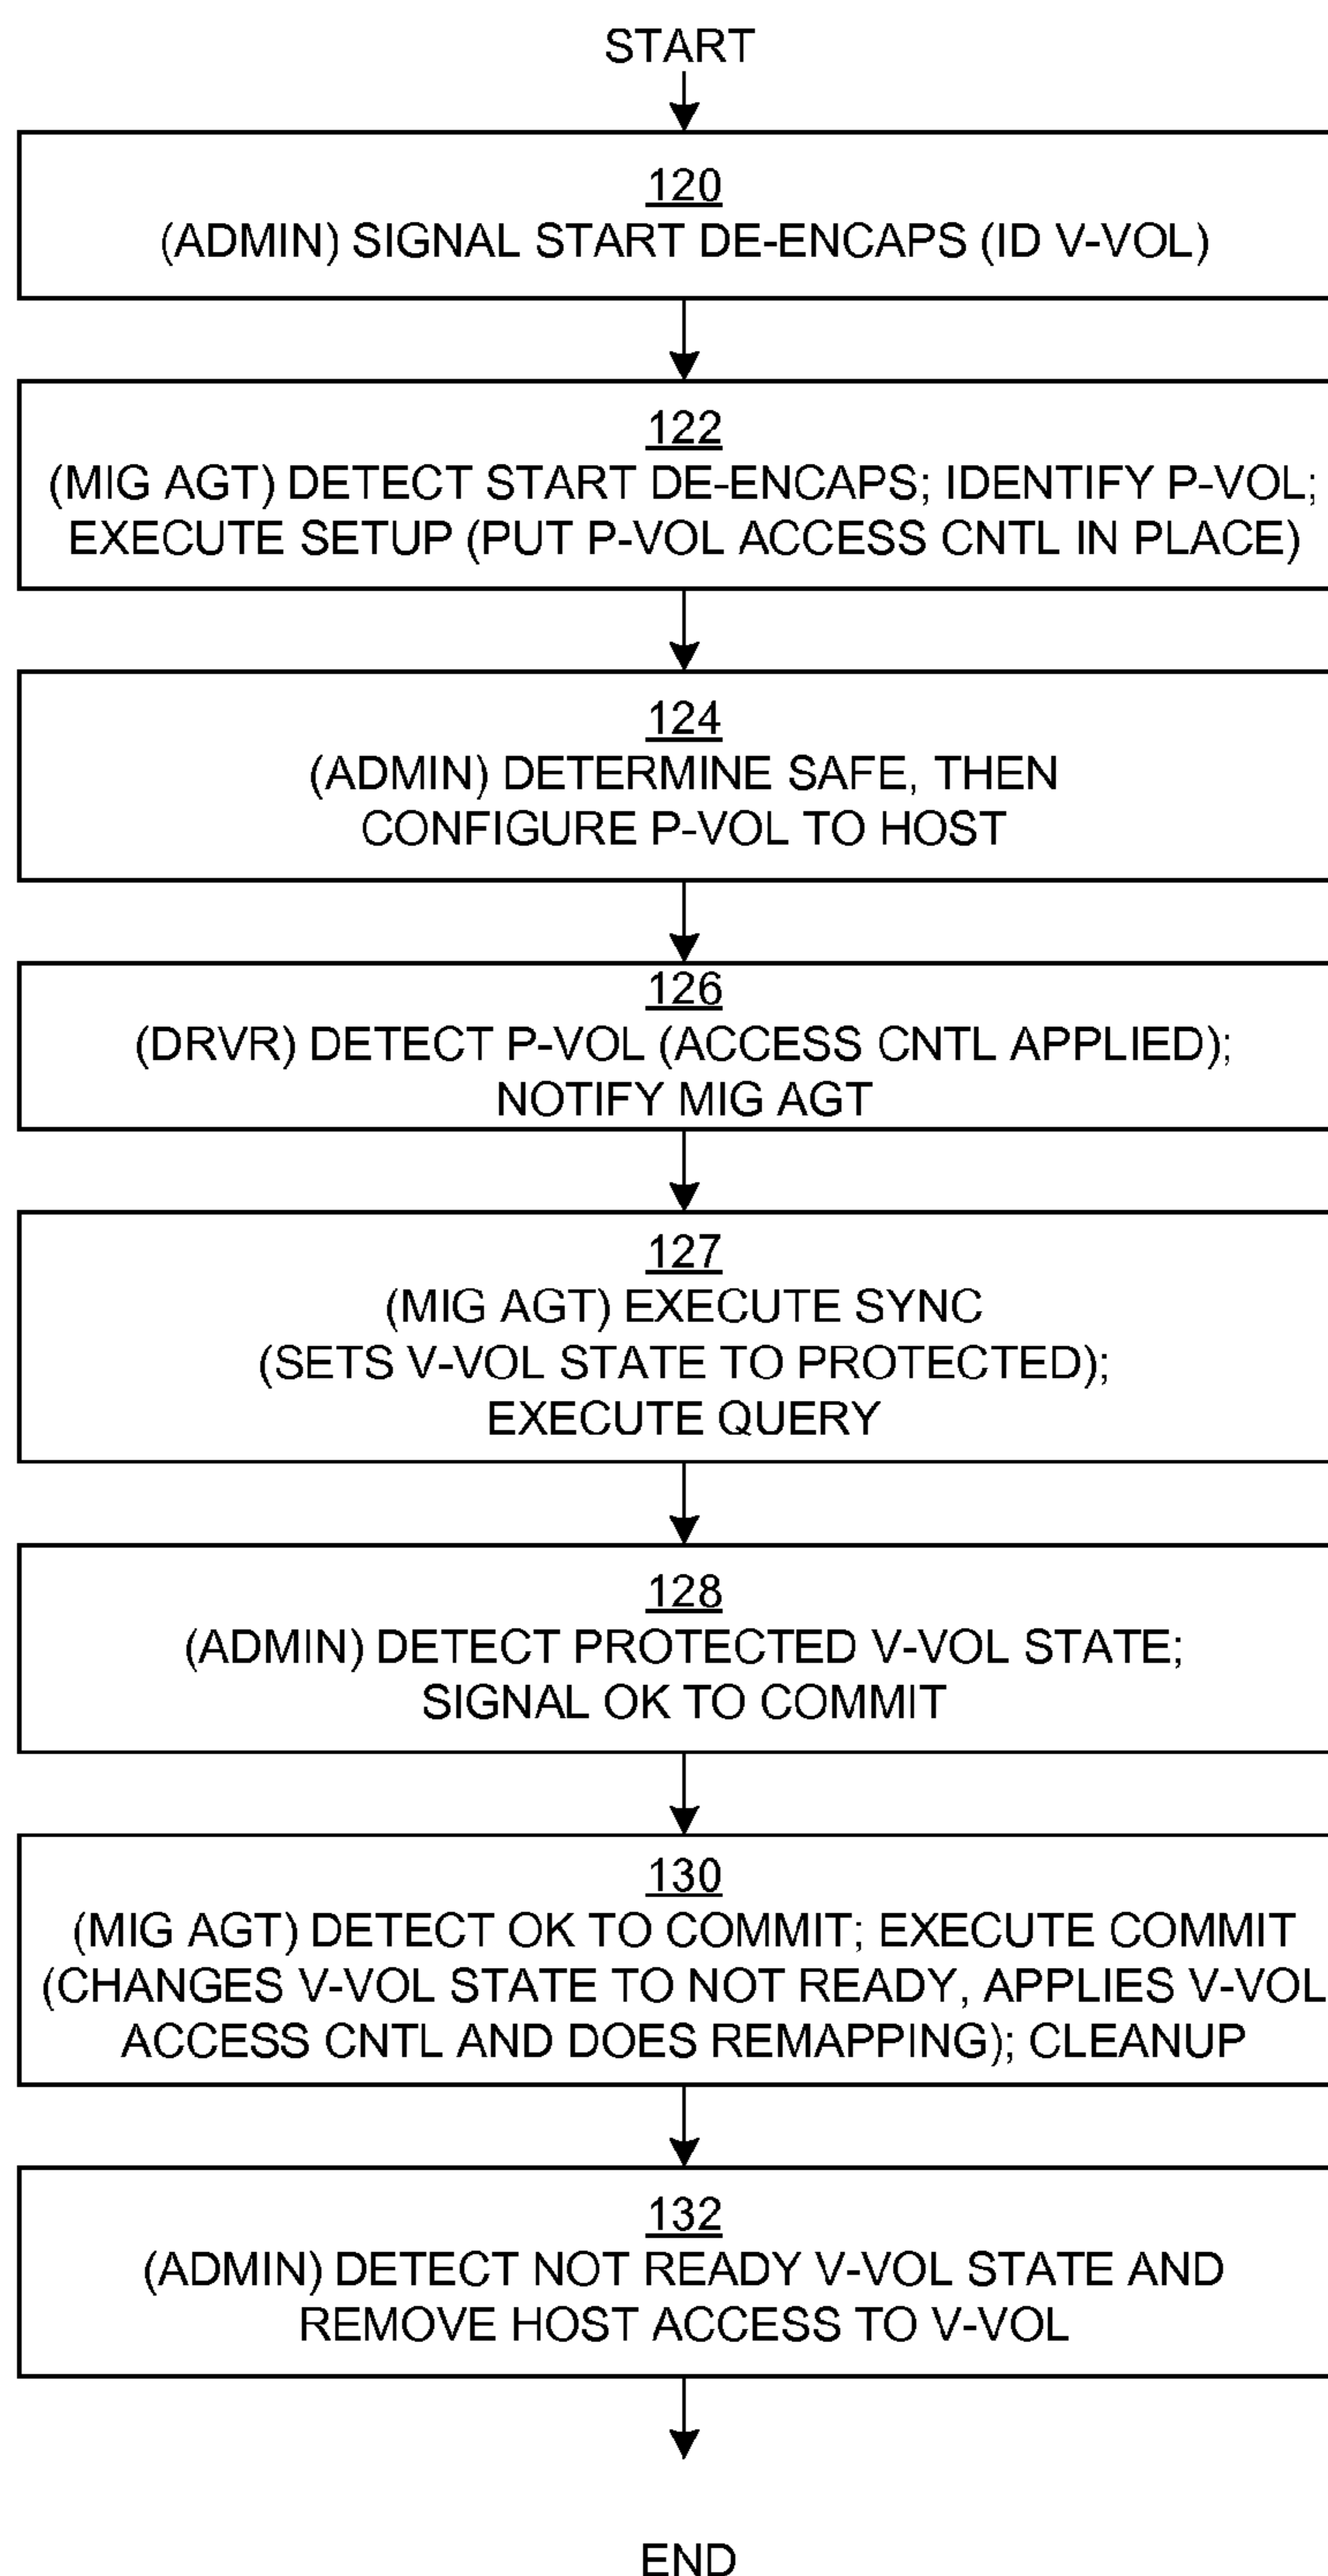 START
120
(ADMIN) SIGNAL START DE-ENCAPS (ID V-VOL)
122
(MIG AGT) DETECT START DE-ENCAPS; IDENTIFY P-VOL;
EXECUTE SETUP (PUT P-VOL ACCESS CNTL IN PLACE)
124
(ADMIN) DETERMINE SAFE, THEN
CONFIGURE P-VOL TO HOST
126
(DRVR) DETECT P-VOL (ACCESS CNTL APPLIED);
NOTIFY MIG AGT
127
(MIG AGT) EXECUTE SYNC
(SETS V-VOL STATE TO PROTECTED);
EXECUTE QUERY
128
(ADMIN) DETECT PROTECTED V-VOL STATE;
SIGNAL OK TO COMMIT
130
(MIG AGT) DETECT OK TO COMMIT; EXECUTE COMMIT
(CHANGES V-VOL STATE TO NOT READY, APPLIES V-VOL
ACCESS CNTL AND DOES REMAPPING); CLEANUP
132
(ADMIN) DETECT NOT READY V-VOL STATE AND
REMOVE HOST ACCESS TO V-VOL
END